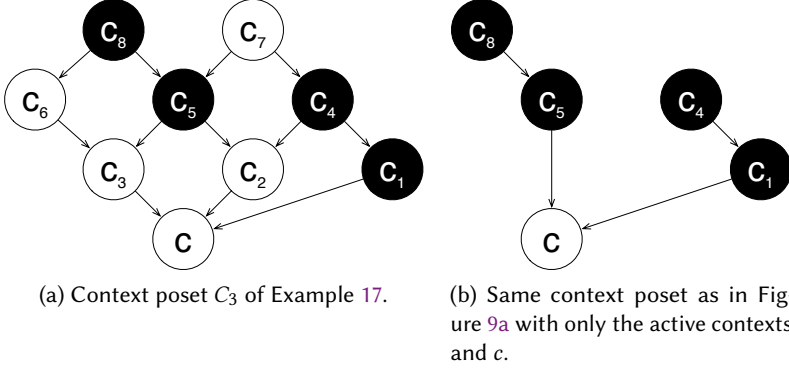 C₈ C₇ C₈
C₆ C₅ C₄ C₅ C₄
C₃ C₂ C₁ C₁
C C
(a) Context poset C₃ of Example 17.
(b) Same context poset as in Fig-
ure 9a with only the active contexts
and c.